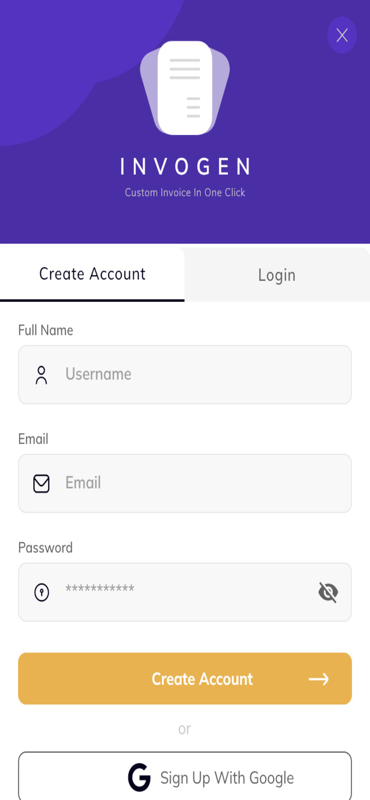 INVOGEN
Custom Invoice In One Click
Create Account
Login
Full Name
Username
Email
Email
Password
***********
Create Account
or
G Sign Up With Google